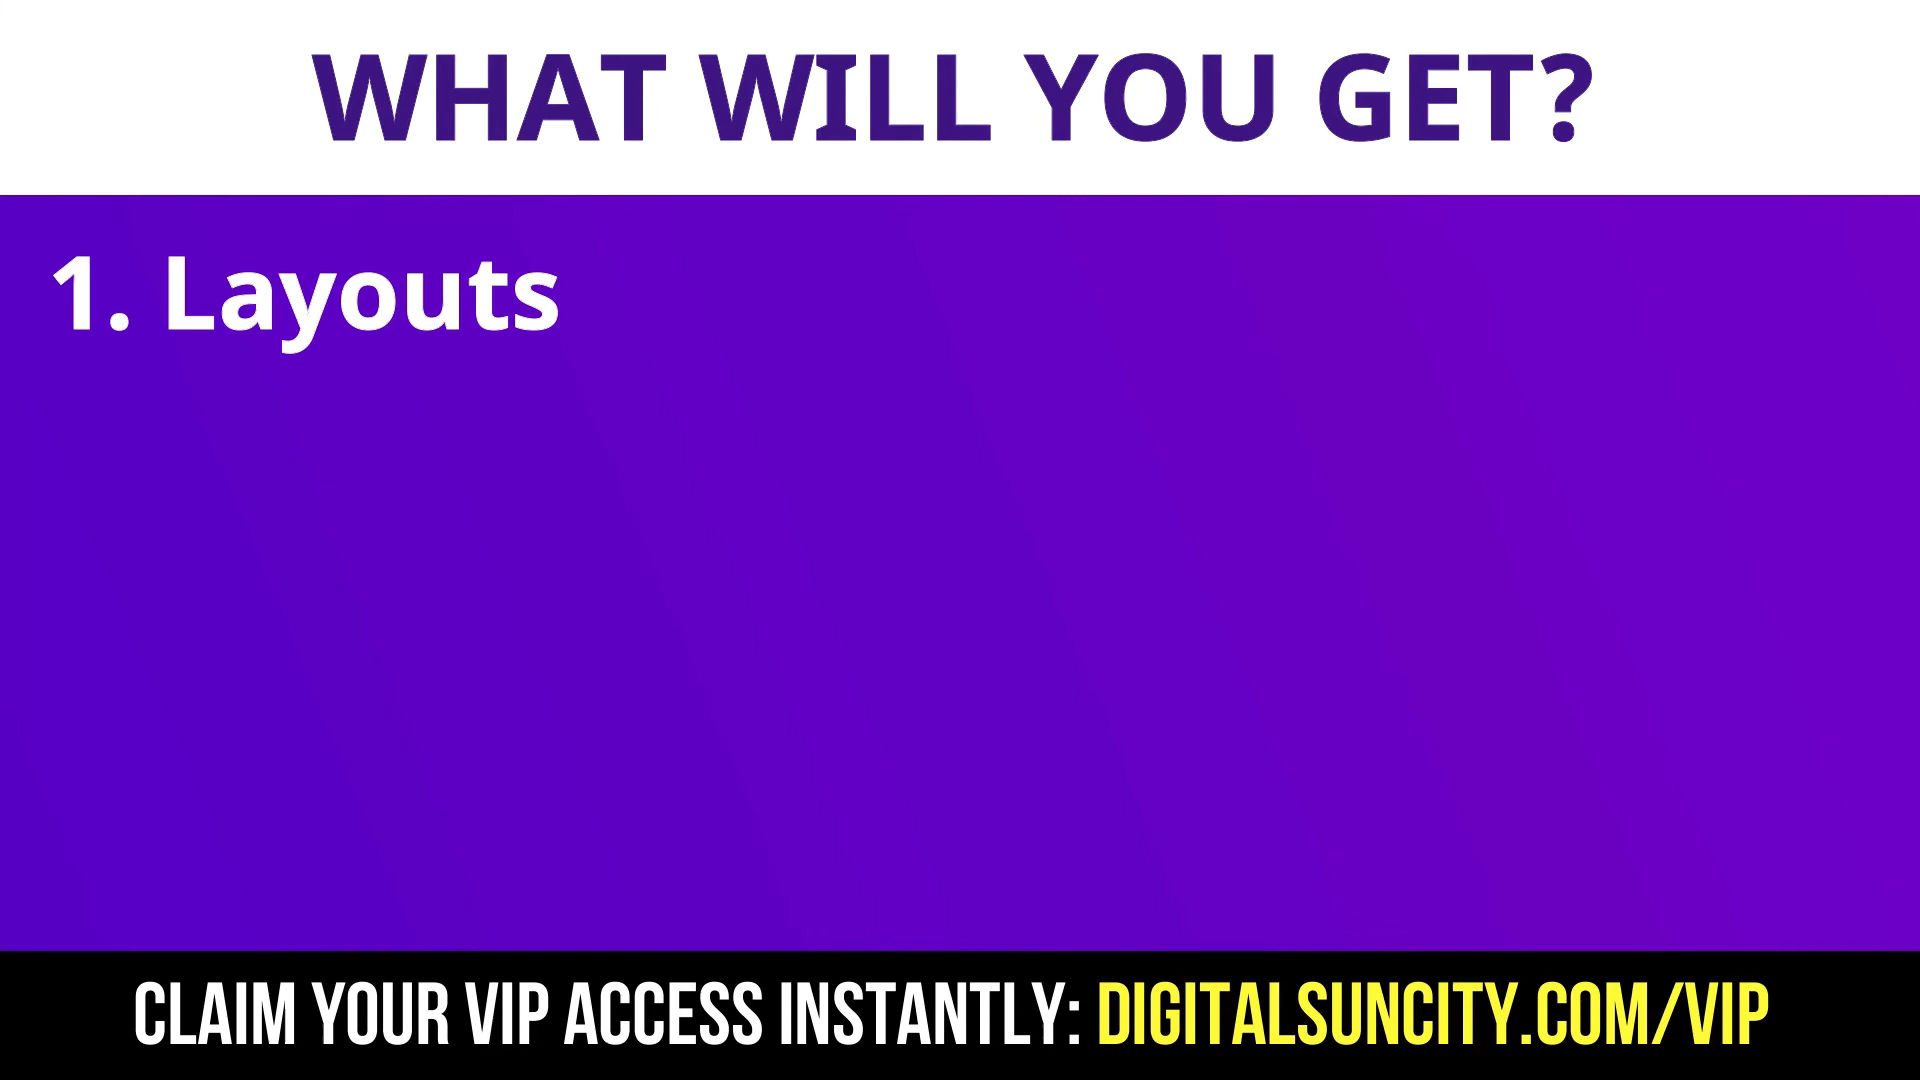 WHAT WILL YOU GET?
1. Layouts
CLAIM YOUR VIP ACCESS INSTANTLY: DIGITALSUNCITY.COM/VIP